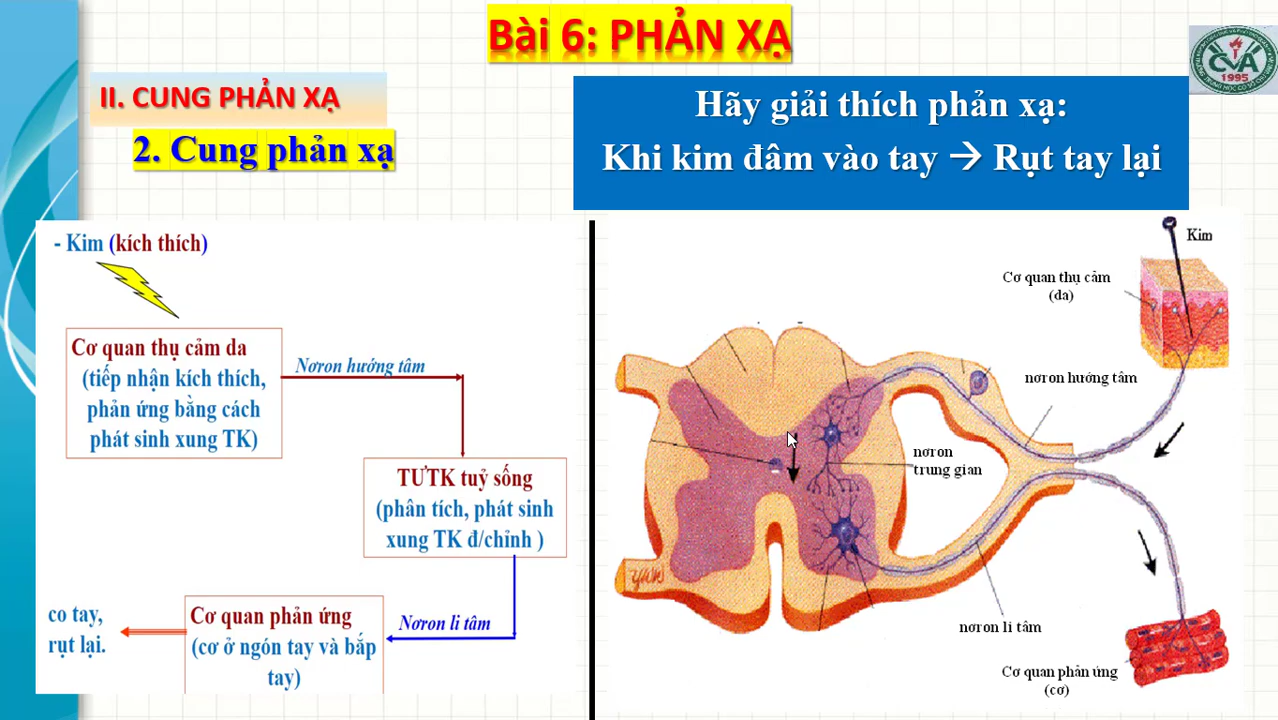 Bài 6: PHẢN XẠ
II. CUNG PHẢN XẠ
2. Cung phản xạ
Hãy giải thích phản xạ:
Khi kim đâm vào tay → Rụt tay lại
CVA
1995
- Kim (kích thích)
Cơ quan thụ cảm da
(tiếp nhận kích thích,
phản ứng bằng cách
phát sinh xung TK)
Nơron hướng tâm
TƯTK tuỷ sống
(phân tích, phát sinh
xung TK đ/chỉnh )
Nơron li tâm
Cơ quan phản ứng
(cơ ở ngón tay và bắp
tay)
co tay,
rụt lại.
Kim
Cơ quan thụ cảm
(da)
nơron hướng tâm
nơron
trung gian
nơron li tâm
Cơ quan phản ứng
(cơ)